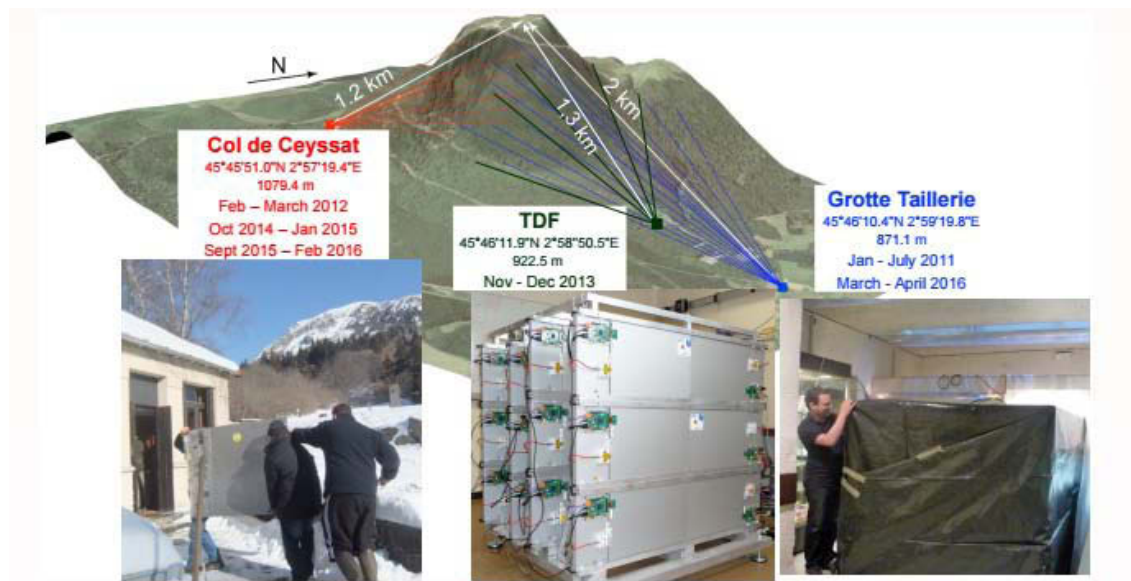 N
1.2 km
1.3 km
2 km
Col de Ceyssat
45°45'51.0"N 2°57'19.4"E
1079.4 m
Feb – March 2012
Oct 2014 – Jan 2015
Sept 2015 – Feb 2016
TDF
45°46'11.9"N 2°58'50.5"E
922.5 m
Nov - Dec 2013
Grotte Taillerie
45°46'10.4"N 2°59'19.8"E
871.1 m
Jan - July 2011
March - April 2016